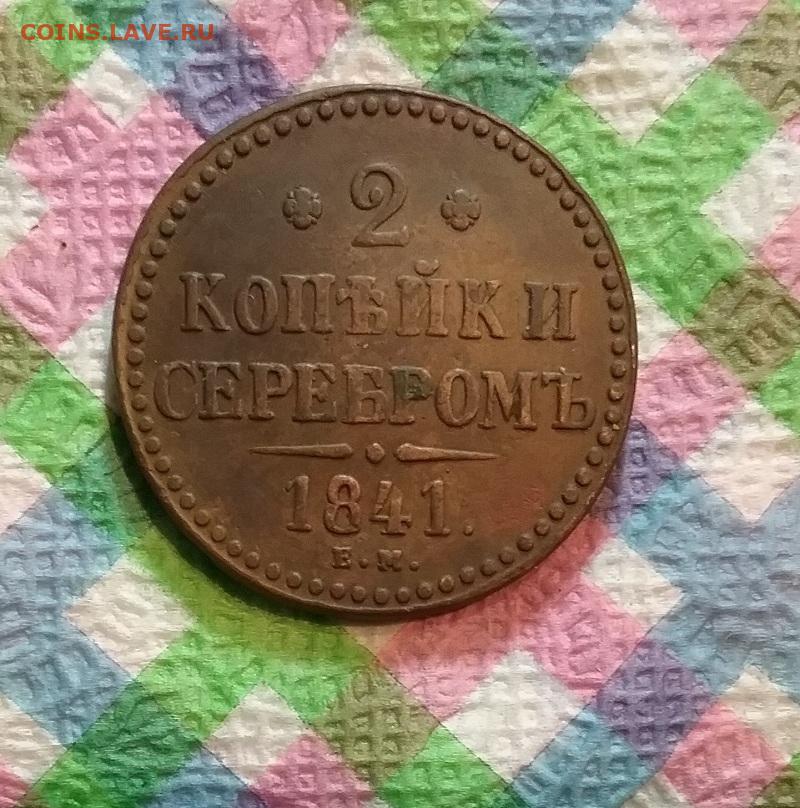 COINS.LAVE.RU
2
КОПѢЙКИ
СЕРЕБРОМЪ
1841.
Е.М.